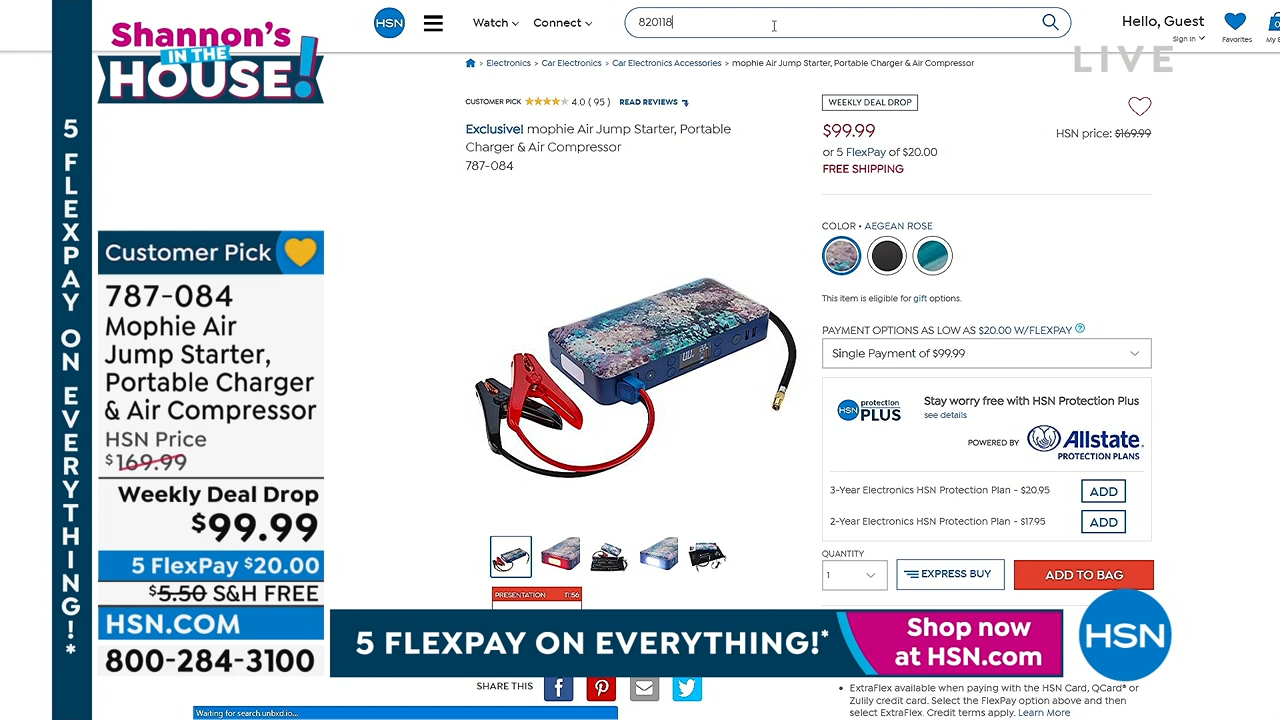 Shannon's
IN THE
HOUSE!
5 FLEXPAY ON EVERYTHING!*
Customer Pick
787-084
Mophie Air
Jump Starter,
Portable Charger
& Air Compressor
HSN Price
$169.99
Weekly Deal Drop
$99.99
5 FlexPay $20.00
$5.50 S&H FREE
HSN.COM
800-284-3100
HSN
Watch
Connect
820118
Hello, Guest
Sign In
Favorites
LIVE
Electronics > Car Electronics > Car Electronics Accessories > mophie Air Jump Starter, Portable Charger & Air Compressor
CUSTOMER PICK 4.0 ( 95 ) READ REVIEWS
Exclusive! mophie Air Jump Starter, Portable
Charger & Air Compressor
787-084
WEEKLY DEAL DROP
$99.99
HSN price: $169.99
or 5 FlexPay of $20.00
FREE SHIPPING
COLOR • AEGEAN ROSE
This item is eligible for gift options.
PAYMENT OPTIONS AS LOW AS $20.00 W/FLEXPAY ?
Single Payment of $99.99
HSN protection PLUS
Stay worry free with HSN Protection Plus
see details
POWERED BY Allstate.
PROTECTION PLANS
3-Year Electronics HSN Protection Plan - $20.95 ADD
2-Year Electronics HSN Protection Plan - $17.95 ADD
QUANTITY
1
EXPRESS BUY
ADD TO BAG
PRESENTATION 11:56
5 FLEXPAY ON EVERYTHING!*
Shop now
at HSN.com
HSN
SHARE THIS
• ExtraFlex available when paying with the HSN Card, QCard® or
Zulily credit card. Select the FlexPay option above and then
select ExtraFlex. Credit terms apply. Learn More
Waiting for search.unbxd.io...